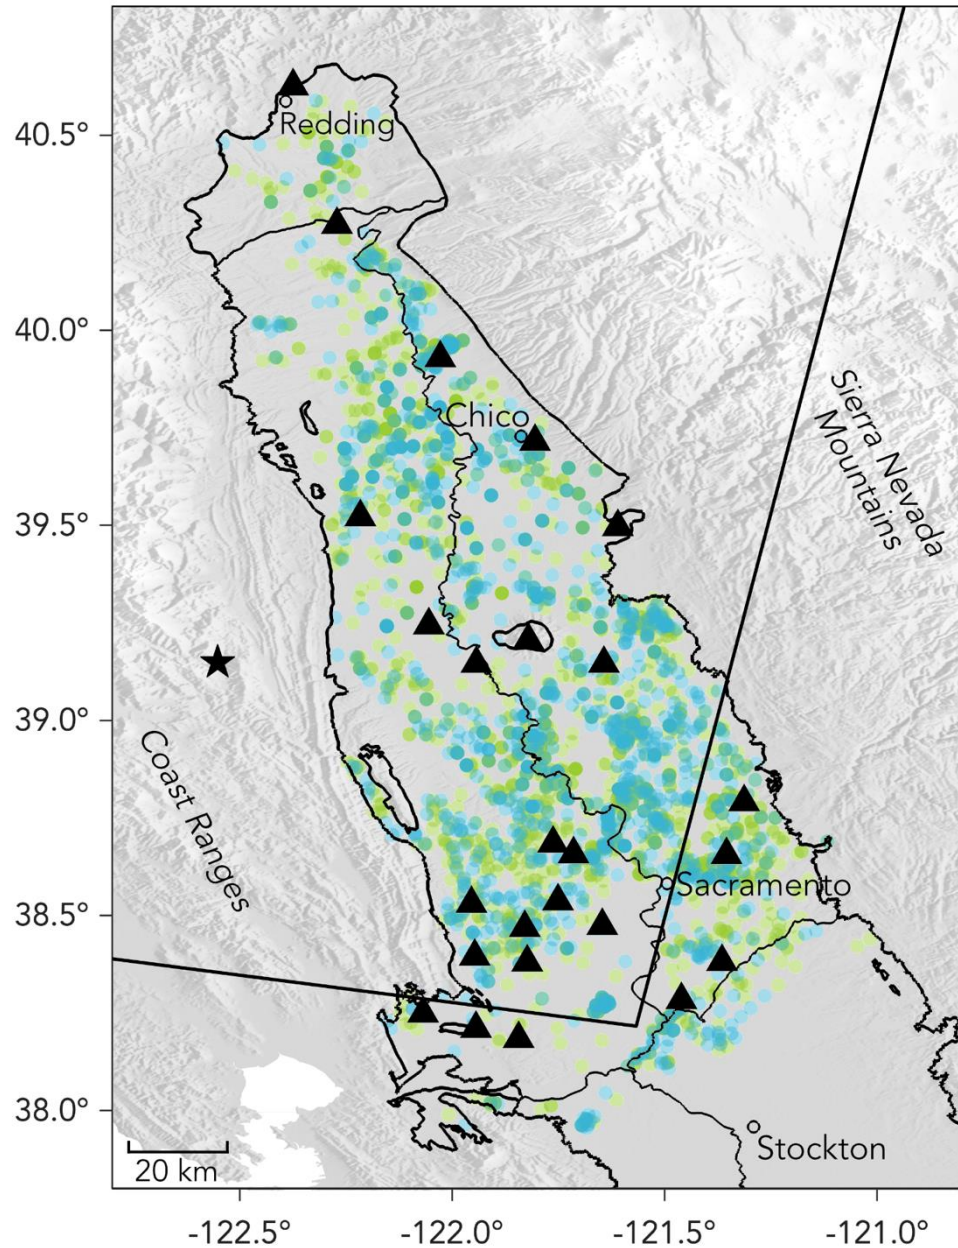 40.5°
Redding
40.0°
Sierra Nevada
Mountains
Chico
39.5°
39.0°
Coast Ranges
Sacramento
38.5°
38.0°
Stockton
20 km
-122.5°
-122.0°
-121.5°
-121.0°